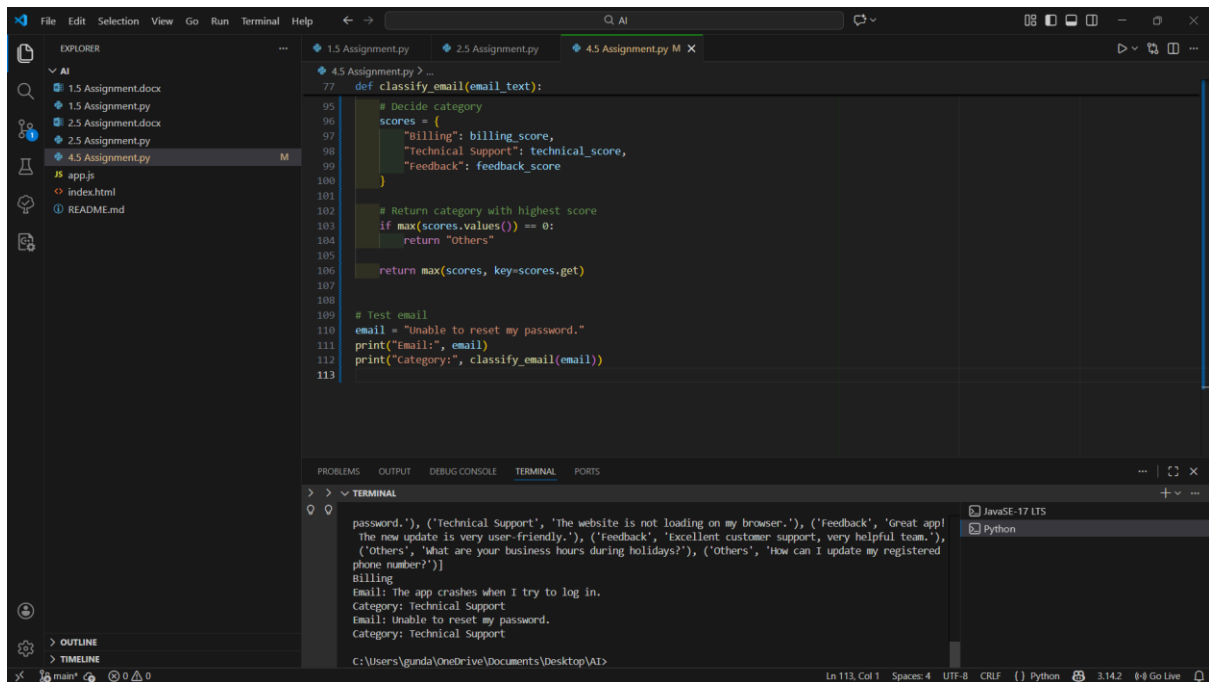 File Edit Selection View Go Run Terminal Help
AI
EXPLORER
AI
1.5 Assignment.docx
1.5 Assignment.py
2.5 Assignment.docx
2.5 Assignment.py
4.5 Assignment.py M
JS app.js
<> index.html
README.md
OUTLINE
TIMELINE
1.5 Assignment.py 2.5 Assignment.py 4.5 Assignment.py M
4.5 Assignment.py > ...
77 def classify_email(email_text):
95 # Decide category
96 scores = {
97 "Billing": billing_score,
98 "Technical Support": technical_score,
99 "Feedback": feedback_score
100 }
101
102 # Return category with highest score
103 if max(scores.values()) == 0:
104 return "Others"
105
106 return max(scores, key=scores.get)
107
108
109 # Test email
110 email = "Unable to reset my password."
111 print("Email:", email)
112 print("Category:", classify_email(email))
113
PROBLEMS OUTPUT DEBUG CONSOLE TERMINAL PORTS
TERMINAL
password.'), ('Technical Support', 'The website is not loading on my browser.'), ('Feedback', 'Great app!
The new update is very user-friendly.'), ('Feedback', 'Excellent customer support, very helpful team.'),
('Others', 'What are your business hours during holidays?'), ('Others', 'How can I update my registered
phone number?')]
Billing
Email: The app crashes when I try to log in.
Category: Technical Support
Email: Unable to reset my password.
Category: Technical Support
C:\Users\gunda\OneDrive\Documents\Desktop\AI>
JavaSE-17 LTS
Python
main* 0 0 Ln 113, Col 1 Spaces: 4 UTF-8 CRLF {} Python 3.14.2 Go Live